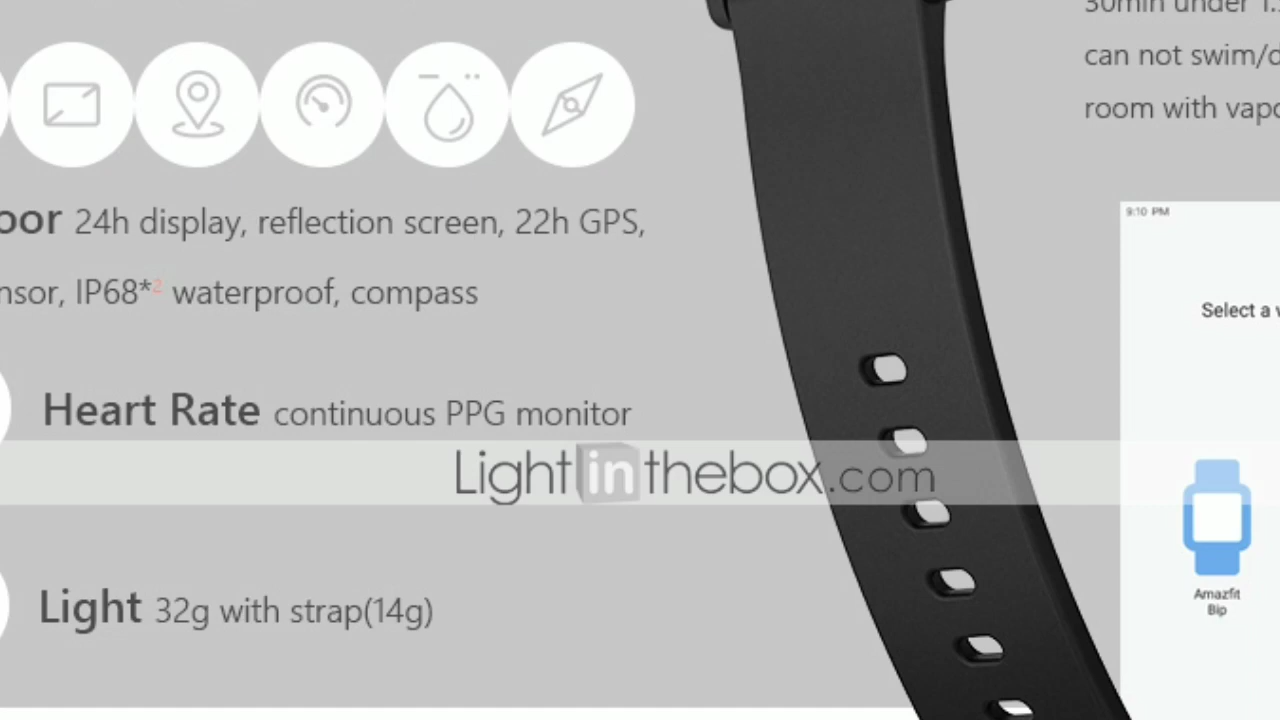 30min under 1.
can not swim/d
room with vapo
oor 24h display, reflection screen, 22h GPS,
nsor, IP68*2 waterproof, compass
Heart Rate continuous PPG monitor
Lightinthebox.com
Light 32g with strap(14g)
9:10 PM
Select a
Amazfit
Bip